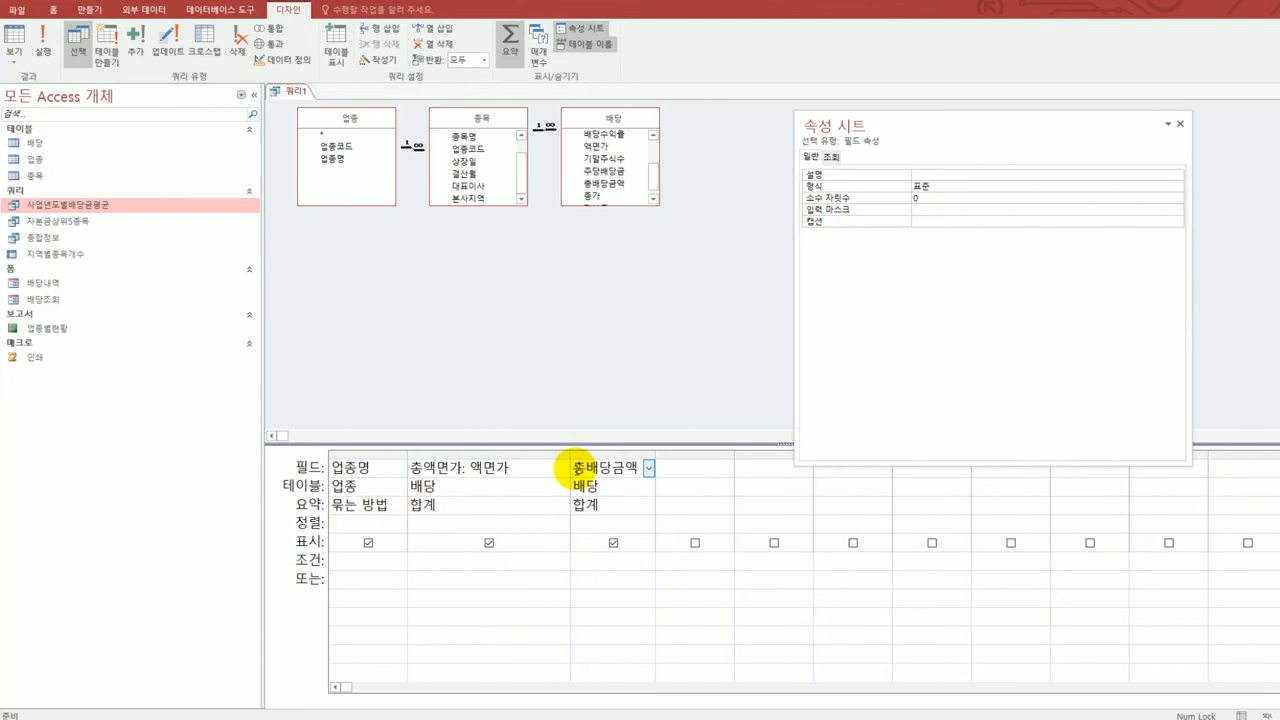 파일 홈 만들기 외부 데이터 데이터베이스 도구 디자인 수행할 작업을 알려 주세요.
보기 실행 선택 테이블 만들기 추가 업데이트 크로스탭 삭제
통합
통과
데이터 정의
테이블 표시
행 삽입
행 삭제
작성기
열 삽입
열 삭제
반환: 모두
요약 매개 변수
속성 시트
테이블 이름
결과 쿼리 유형 쿼리 설정 표시/숨기기
모든 Access 개체
검색...
테이블
배당
업종
종목
쿼리
사업년도별배당금평균
자본금상위5종목
종합정보
지역별종목개수
폼
배당내역
배당조회
보고서
업종별현황
매크로
인쇄
쿼리1
업종
*
업종코드
업종명
1 ∞
종목
종목명
업종코드
상장일
결산월
대표이사
본사지역
1 ∞
배당
배당수익률
액면가
기말주식수
주당배당금
총배당금액
종가
속성 시트
선택 유형: 필드 속성
일반 조회
설명
형식 표준
소수 자릿수 0
입력 마스크
캡션
필드: 업종명 총액면가: 액면가 총배당금액
테이블: 업종 배당 배당
요약: 묶는 방법 합계 합계
정렬:
표시:
조건:
또는:
준비 Num Lock SQL